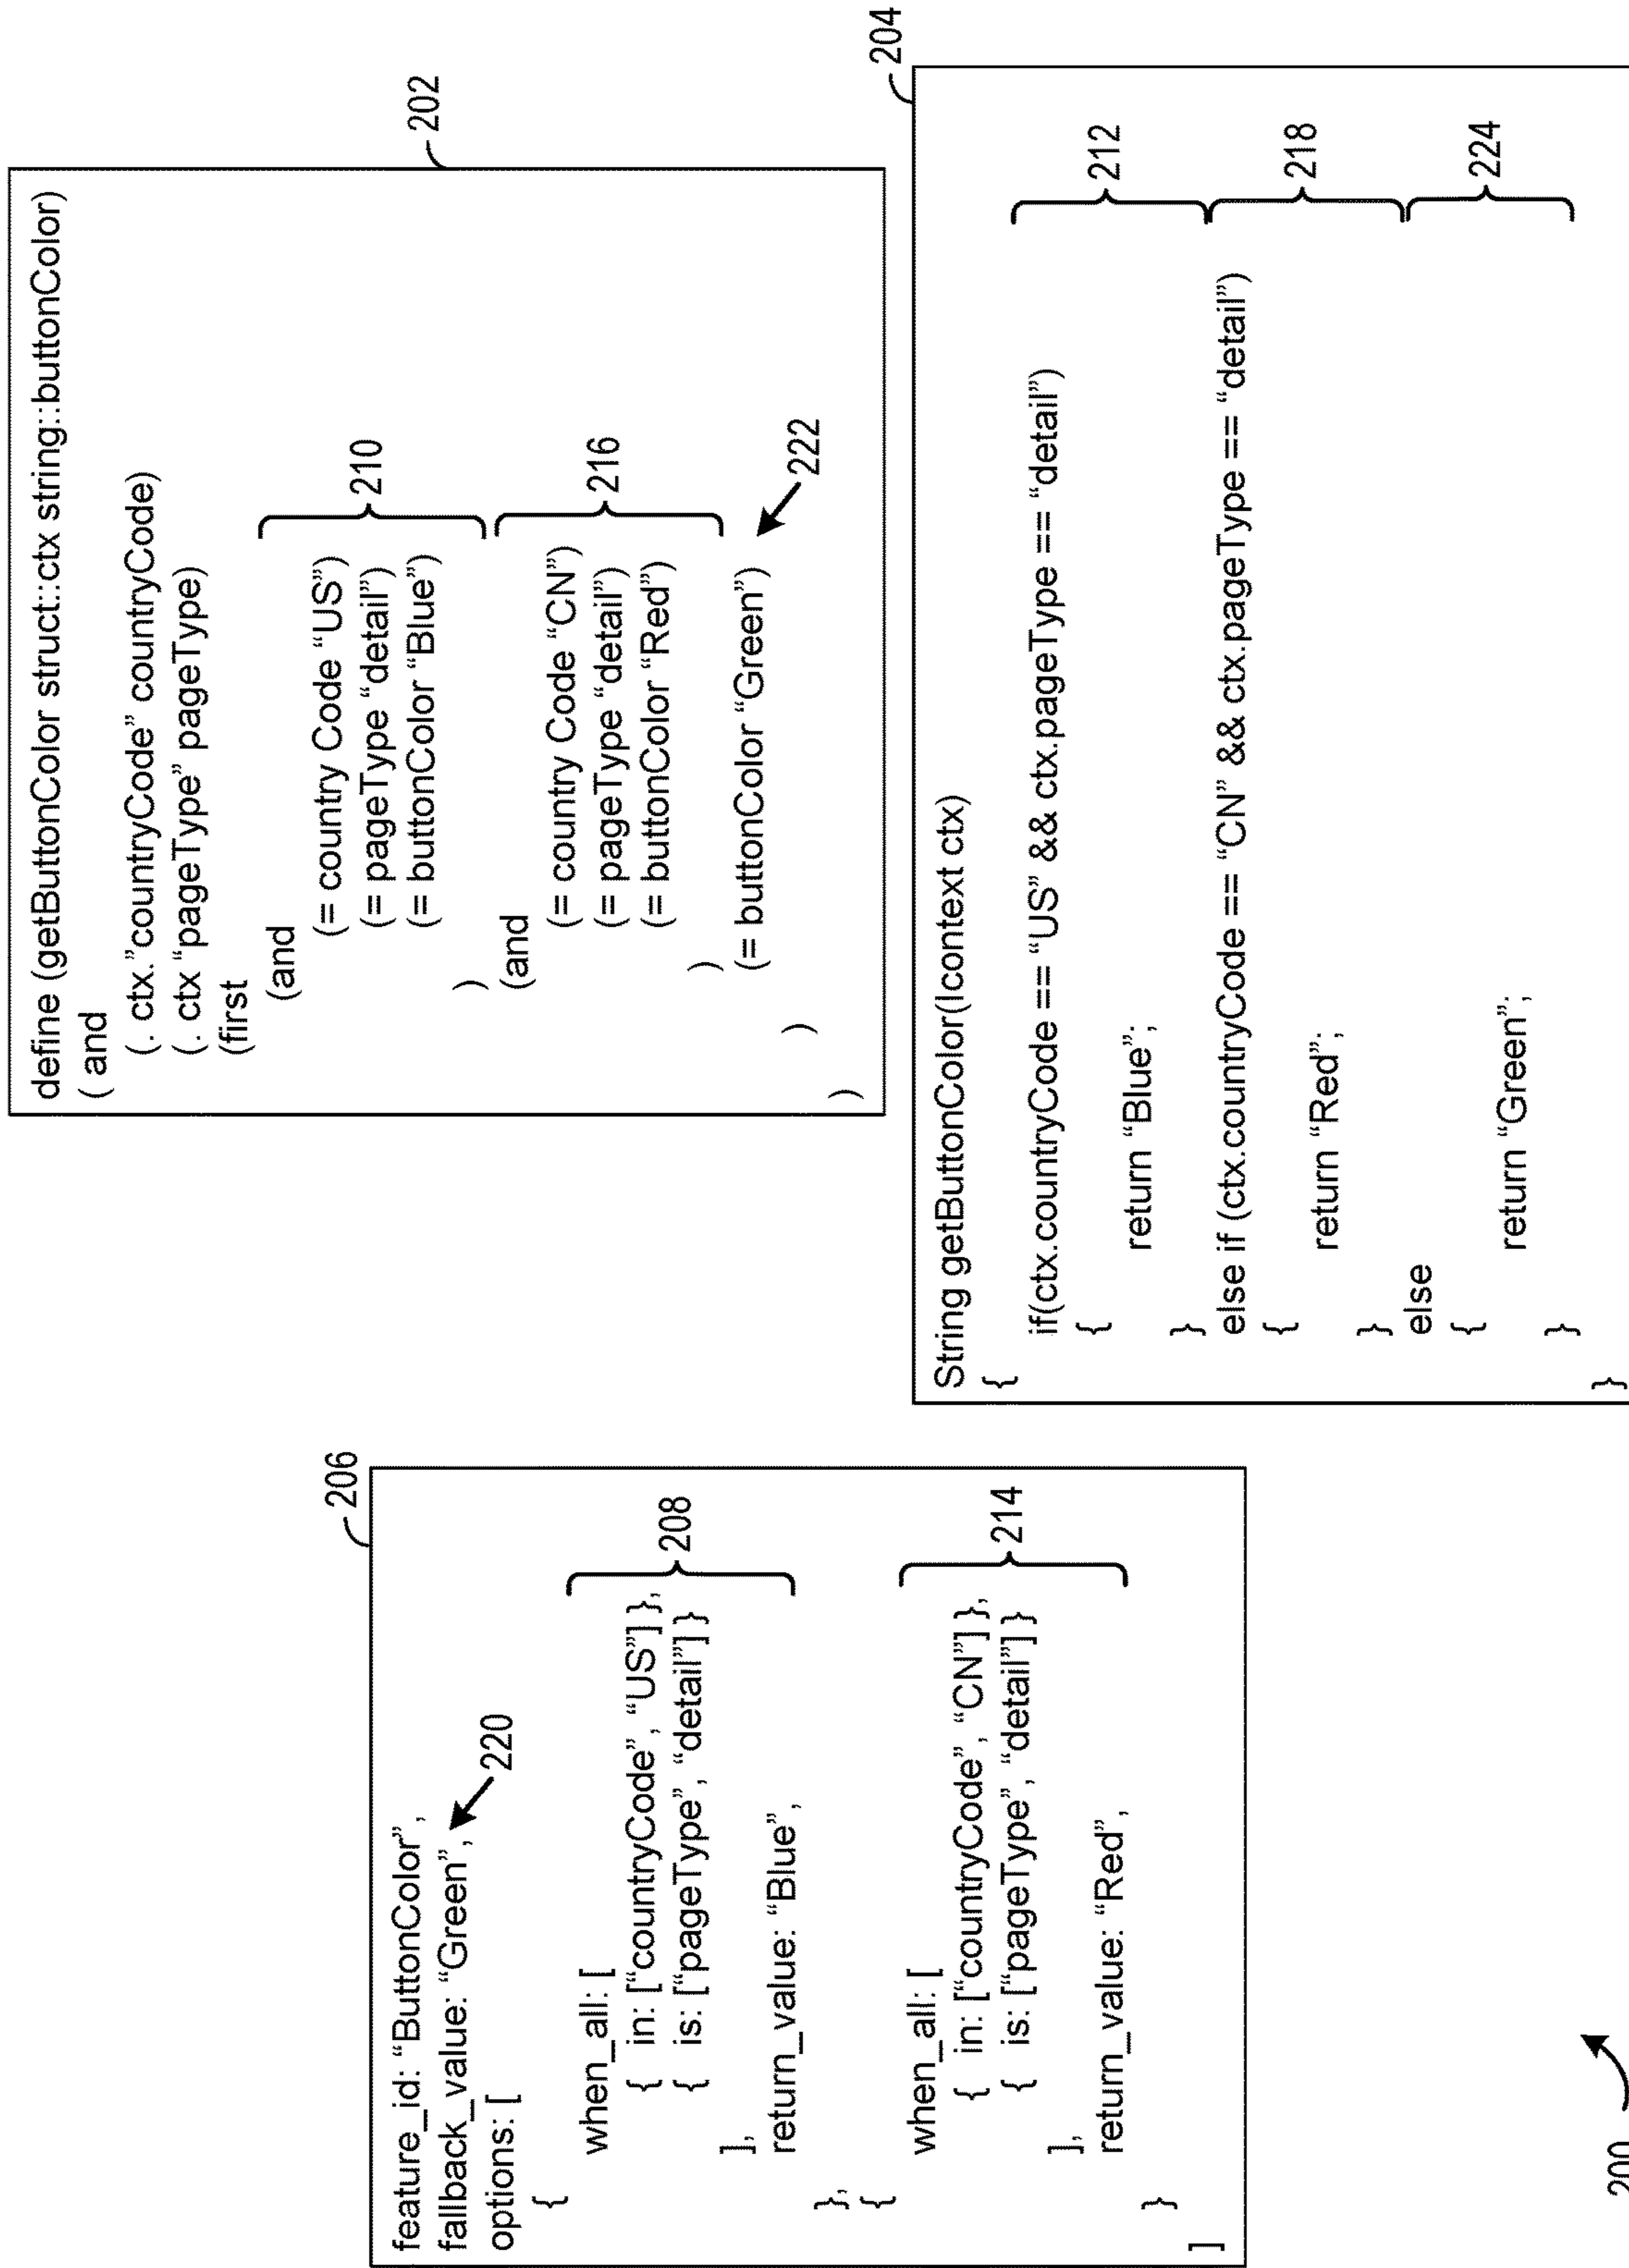 feature_id: “ButtonColor”,
fallback_value: “Green”,
options: [
{
when_all: [
{ in: [“countryCode”, “US”] },
{ is: [“pageType”, “detail”] }
],
return_value: “Blue”,
},
{
when_all: [
{ in: [“countryCode”, “CN”] },
{ is: [“pageType”, “detail”] }
],
return_value: “Red”,
}
]
206
220
208
214
200
define (getButtonColor struct::ctx string::buttonColor)
( and
(. ctx.”countryCode” countryCode)
(. ctx “pageType” pageType)
(first
(and
(= country Code “US”)
(= pageType “detail”)
(= buttonColor “Blue”)
)
(and
(= country Code “CN”)
(= pageType “detail”)
(= buttonColor “Red”)
)
(= buttonColor “Green”)
)
)
202
210
216
222
String getButtonColor(Icontext ctx)
{
if(ctx.countryCode == “US” && ctx.pageType == “detail”)
{
return “Blue”;
}
else if (ctx.countryCode == “CN” && ctx.pageType == “detail”)
{
return “Red”;
}
else
{
return “Green”;
}
}
204
212
218
224